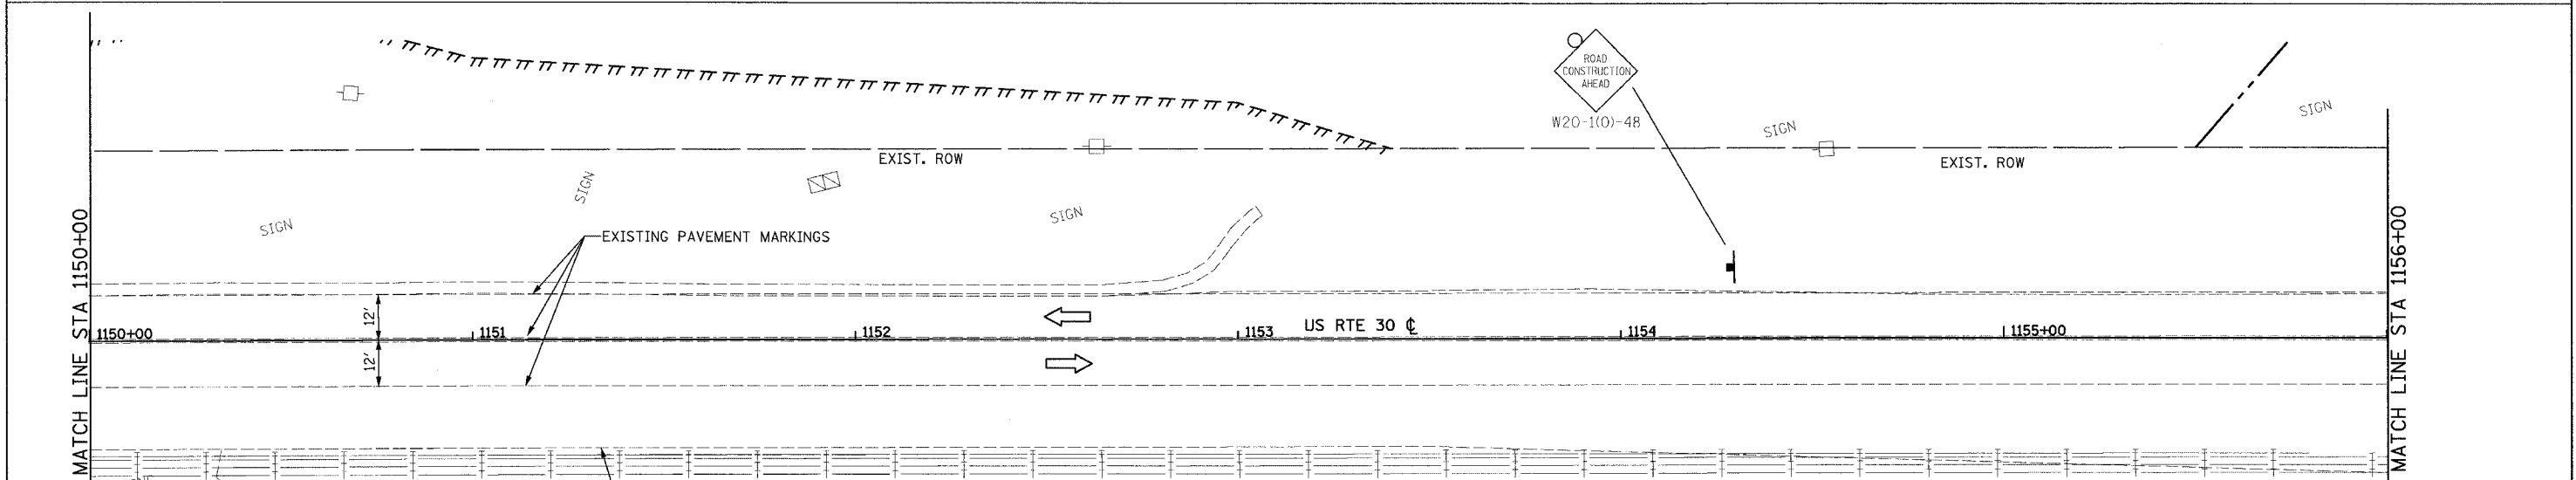 ROAD
CONSTRUCTION
AHEAD
W20-1(O)-48
SIGN
SIGN
EXIST. ROW
EXIST. ROW
SIGN
SIGN
SIGN
EXISTING PAVEMENT MARKINGS
MATCH LINE STA 1150+00
MATCH LINE STA 1156+00
12'
12'
1150+00
1151
1152
1153
US RTE 30 ℄
1154
1155+00